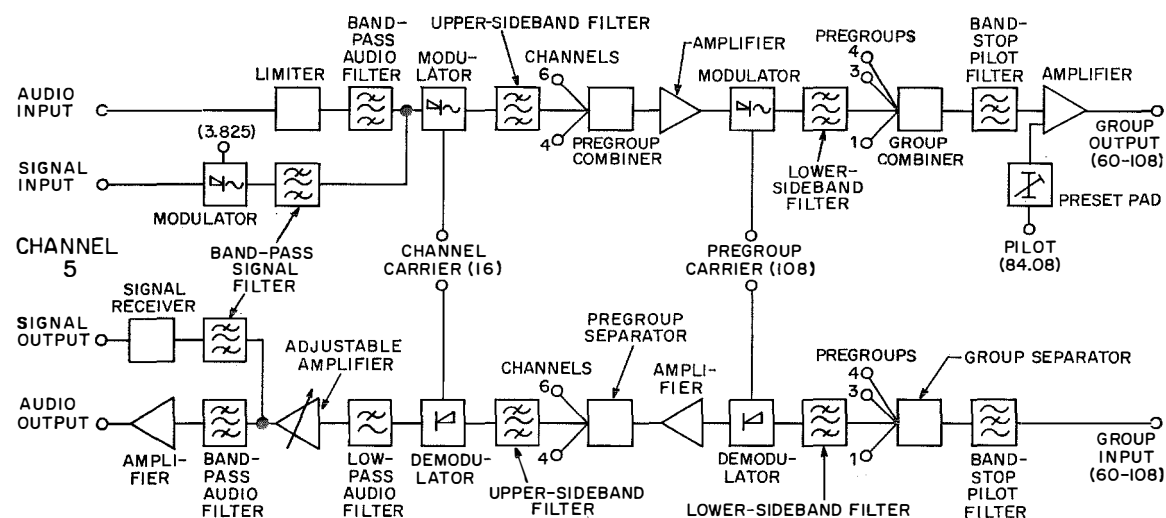 AUDIO INPUT
LIMITER
BAND-PASS AUDIO FILTER
MODU-LATOR
UPPER-SIDEBAND FILTER
CHANNELS
6
4
PREGROUP COMBINER
AMPLIFIER
MODULATOR
LOWER-SIDEBAND FILTER
PREGROUPS
4
3
1
GROUP COMBINER
BAND-STOP PILOT FILTER
AMPLIFIER
GROUP OUTPUT (60-108)
(3.825)
SIGNAL INPUT
MODULATOR
BAND-PASS SIGNAL FILTER
PRESET PAD
PILOT (84.08)
CHANNEL 5
CHANNEL CARRIER (16)
PREGROUP CARRIER (108)
SIGNAL RECEIVER
SIGNAL OUTPUT
ADJUSTABLE AMPLIFIER
CHANNELS
6
4
PREGROUP SEPARATOR
AMPLI-FIER
PREGROUPS
4
3
1
GROUP SEPARATOR
AUDIO OUTPUT
AMPLI-FIER
BAND-PASS AUDIO FILTER
LOW-PASS AUDIO FILTER
DEMODU-LATOR
UPPER-SIDEBAND FILTER
DEMODU-LATOR
LOWER-SIDEBAND FILTER
BAND-STOP PILOT FILTER
GROUP INPUT (60-108)